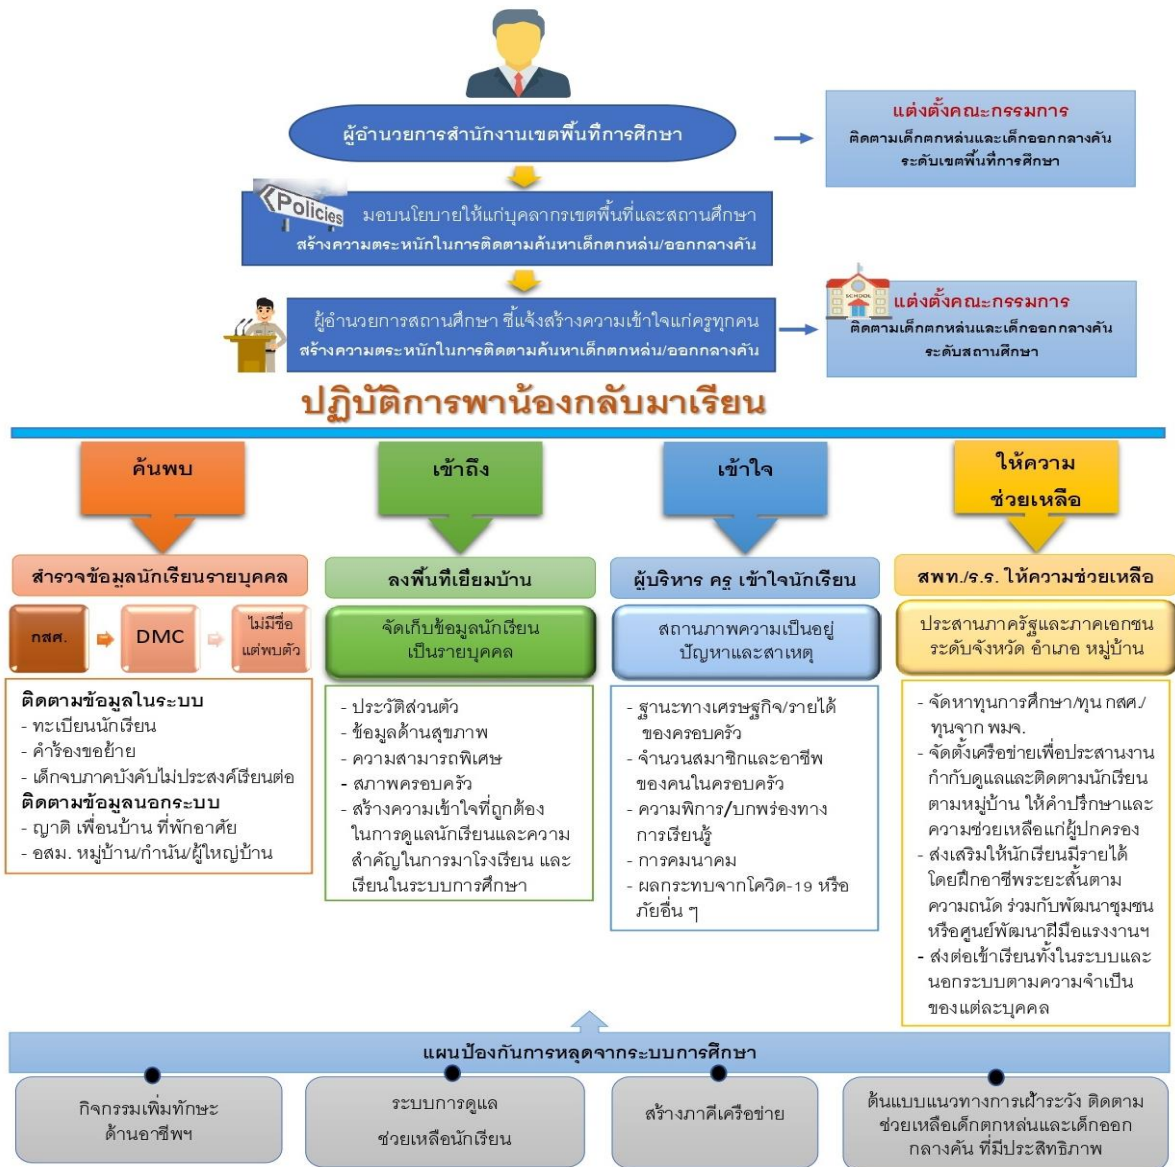 ผู้อำนวยการสำนักงานเขตพื้นที่การศึกษา
แต่งตั้งคณะกรรมการ
ติดตามเด็กตกหล่นและเด็กออกกลางคัน
ระดับเขตพื้นที่การศึกษา
Policies
มอบนโยบายให้แก่บุคลากรเขตพื้นที่และสถานศึกษา
สร้างความตระหนักในการติดตามค้นหาเด็กตกหล่น/ออกกลางคัน
ผู้อำนวยการสถานศึกษา ชี้แจงสร้างความเข้าใจแก่ครูทุกคน
สร้างความตระหนักในการติดตามค้นหาเด็กตกหล่น/ออกกลางคัน
SCHOOL
แต่งตั้งคณะกรรมการ
ติดตามเด็กตกหล่นและเด็กออกกลางคัน
ระดับสถานศึกษา
ปฏิบัติการพาน้องกลับมาเรียน
ค้นพบ
สำรวจข้อมูลนักเรียนรายบุคคล
กสศ.
DMC
ไม่มีชื่อ
แต่พบตัว
ติดตามข้อมูลในระบบ
- ทะเบียนนักเรียน
- คำร้องขอย้าย
- เด็กจบภาคบังคับไม่ประสงค์เรียนต่อ
ติดตามข้อมูลนอกระบบ
- ญาติ เพื่อนบ้าน ที่พักอาศัย
- อสม. หมู่บ้าน/กำนัน/ผู้ใหญ่บ้าน
เข้าถึง
ลงพื้นที่เยี่ยมบ้าน
จัดเก็บข้อมูลนักเรียน
เป็นรายบุคคล
- ประวัติส่วนตัว
- ข้อมูลด้านสุขภาพ
- ความสามารถพิเศษ
- สภาพครอบครัว
- สร้างความเข้าใจที่ถูกต้อง
ในการดูแลนักเรียนและความ
สำคัญในการมาโรงเรียน และ
เรียนในระบบการศึกษา
เข้าใจ
ผู้บริหาร ครู เข้าใจนักเรียน
สถานภาพความเป็นอยู่
ปัญหาและสาเหตุ
- ฐานะทางเศรษฐกิจ/รายได้
ของครอบครัว
- จำนวนสมาชิกและอาชีพ
ของคนในครอบครัว
- ความพิการ/บกพร่องทาง
การเรียนรู้
- การคมนาคม
- ผลกระทบจากโควิด-19 หรือ
ภัยอื่น ๆ
ให้ความ
ช่วยเหลือ
สพท./ร.ร. ให้ความช่วยเหลือ
ประสานภาครัฐและภาคเอกชน
ระดับจังหวัด อำเภอ หมู่บ้าน
- จัดหาทุนการศึกษา/ทุน กสศ./
ทุนจาก พมจ.
- จัดตั้งเครือข่ายเพื่อประสานงาน
กำกับดูแลและติดตามนักเรียน
ตามหมู่บ้าน ให้คำปรึกษาและ
ความช่วยเหลือแก่ผู้ปกครอง
- ส่งเสริมให้นักเรียนมีรายได้
โดยฝึกอาชีพระยะสั้นตาม
ความถนัด ร่วมกับพัฒนาชุมชน
หรือศูนย์พัฒนาฝีมือแรงงานฯ
- ส่งต่อเข้าเรียนทั้งในระบบและ
นอกระบบตามความจำเป็น
ของแต่ละบุคคล
แผนป้องกันการหลุดจากระบบการศึกษา
กิจกรรมเพิ่มทักษะ
ด้านอาชีพฯ
ระบบการดูแล
ช่วยเหลือนักเรียน
สร้างภาคีเครือข่าย
ต้นแบบแนวทางการเฝ้าระวัง ติดตาม
ช่วยเหลือเด็กตกหล่นและเด็กออก
กลางคัน ที่มีประสิทธิภาพ